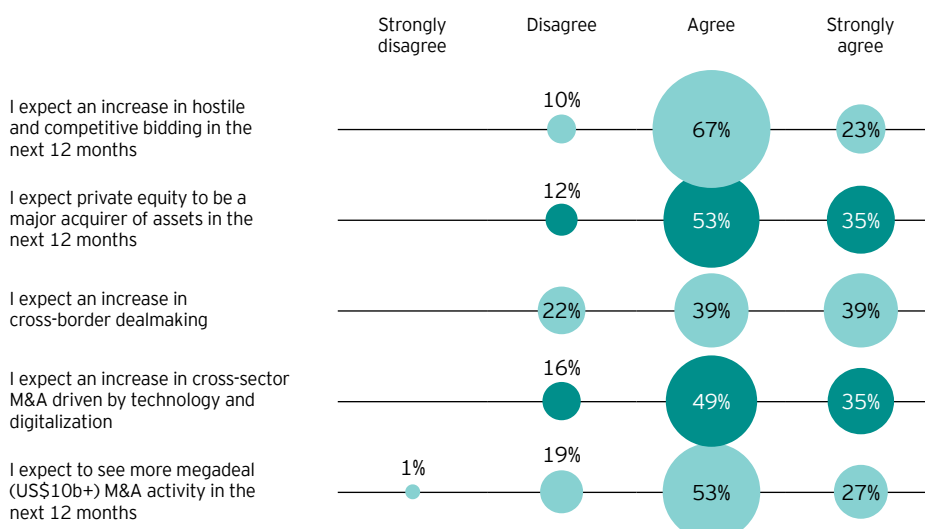 Strongly
disagree
Disagree
Agree
Strongly
agree
I expect an increase in hostile
and competitive bidding in the
next 12 months
10%
67%
23%
I expect private equity to be a
major acquirer of assets in the
next 12 months
12%
53%
35%
I expect an increase in
cross-border dealmaking
22%
39%
39%
I expect an increase in cross-sector
M&A driven by technology and
digitalization
16%
49%
35%
I expect to see more megadeal
(US$10b+) M&A activity in the
next 12 months
1%
19%
53%
27%